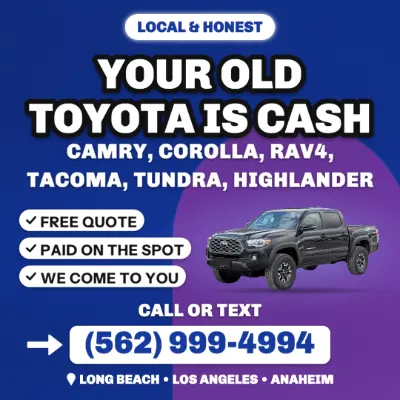 LOCAL & HONEST
YOUR OLD
TOYOTA IS CASH
CAMRY, COROLLA, RAV4,
TACOMA, TUNDRA, HIGHLANDER
FREE QUOTE
PAID ON THE SPOT
WE COME TO YOU
CALL OR TEXT
(562) 999-4994
LONG BEACH • LOS ANGELES • ANAHEIM